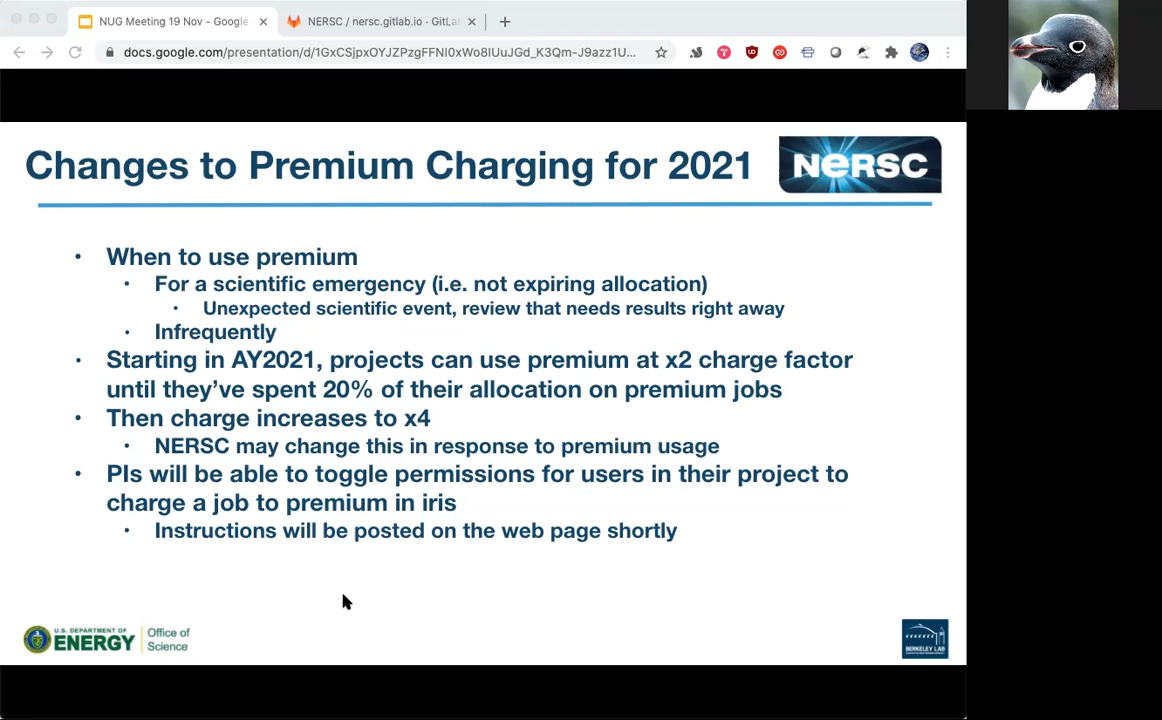 NUG Meeting 19 Nov - Google
NERSC / nersc.gitlab.io · GitLa
docs.google.com/presentation/d/1GxCSjpxOYJZPzgFFNI0xWo8IUuJGd_K3Qm-J9azz1U...
Changes to Premium Charging for 2021
NERSC
• When to use premium
• For a scientific emergency (i.e. not expiring allocation)
• Unexpected scientific event, review that needs results right away
• Infrequently
• Starting in AY2021, projects can use premium at x2 charge factor
until they’ve spent 20% of their allocation on premium jobs
• Then charge increases to x4
• NERSC may change this in response to premium usage
• PIs will be able to toggle permissions for users in their project to
charge a job to premium in iris
• Instructions will be posted on the web page shortly
U.S. DEPARTMENT OF
ENERGY
Office of
Science
BERKELEY LAB